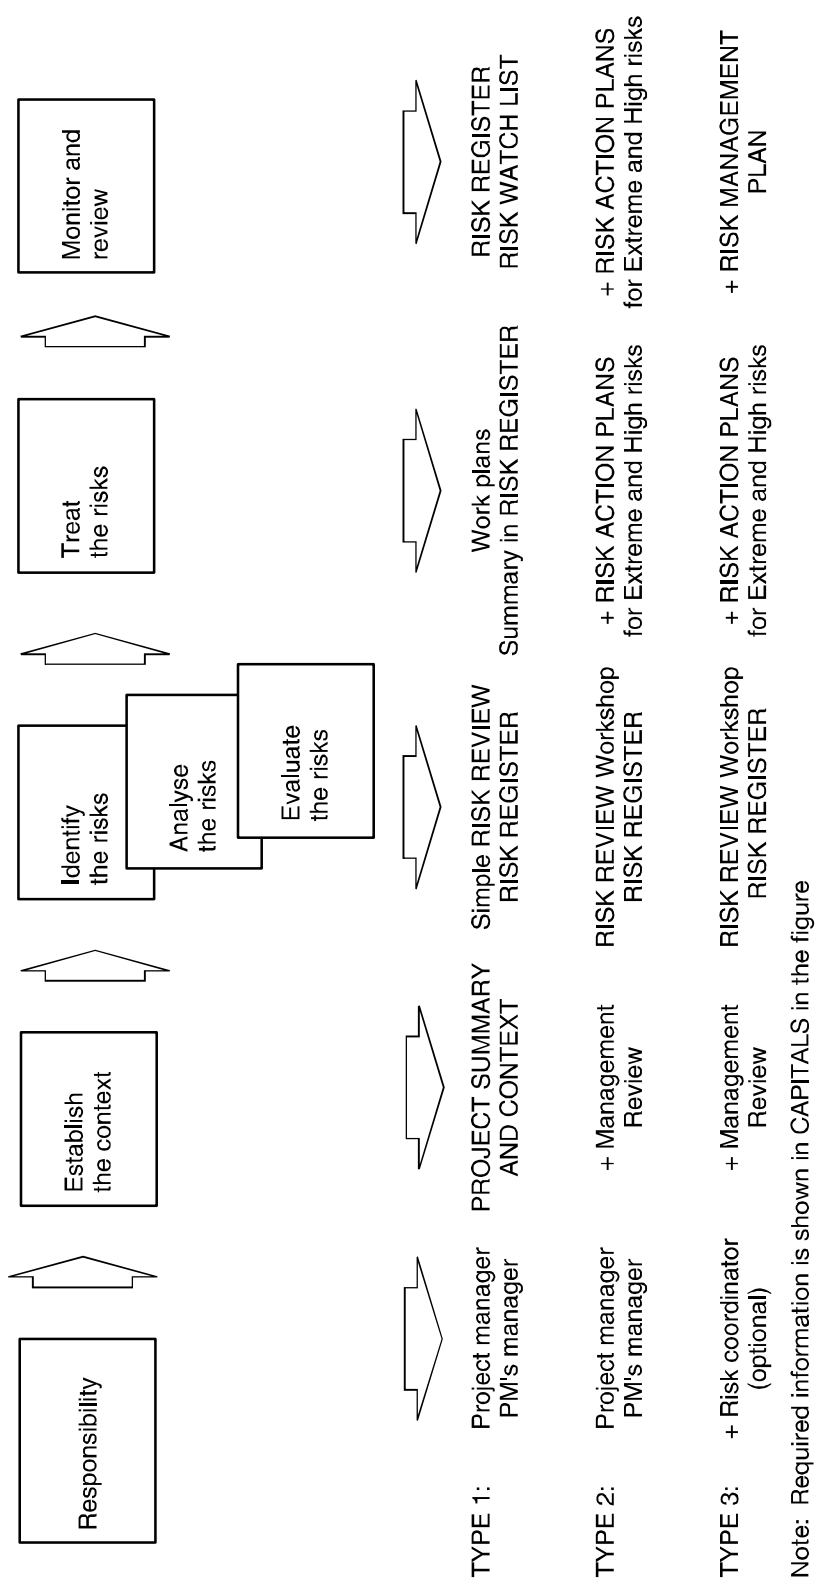 Responsibility
Establish
the context
Identify
the risks
Analyse
the risks
Evaluate
the risks
Treat
the risks
Monitor and
review
TYPE 1:
Project manager
PM's manager
PROJECT SUMMARY
AND CONTEXT
Simple RISK REVIEW
RISK REGISTER
Work plans
Summary in RISK REGISTER
RISK REGISTER
RISK WATCH LIST
TYPE 2:
Project manager
PM's manager
+ Management
Review
RISK REVIEW Workshop
RISK REGISTER
+ RISK ACTION PLANS
for Extreme and High risks
+ RISK ACTION PLANS
for Extreme and High risks
TYPE 3:
+ Risk coordinator
(optional)
+ Management
Review
RISK REVIEW Workshop
RISK REGISTER
+ RISK ACTION PLANS
for Extreme and High risks
+ RISK MANAGEMENT
PLAN
Note: Required information is shown in CAPITALS in the figure